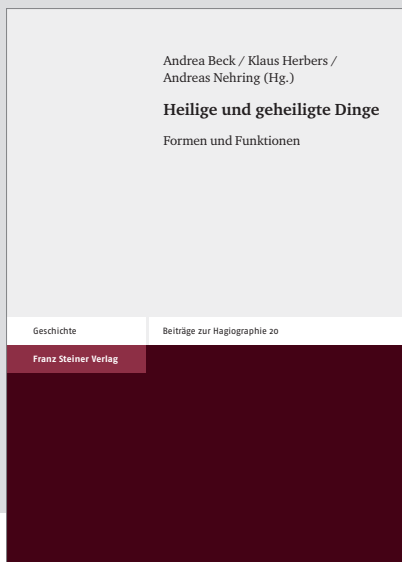 Andrea Beck / Klaus Herbers /
Andreas Nehring (Hg.)
Heilige und geheiligte Dinge
Formen und Funktionen
Geschichte
Beiträge zur Hagiographie 20
Franz Steiner Verlag